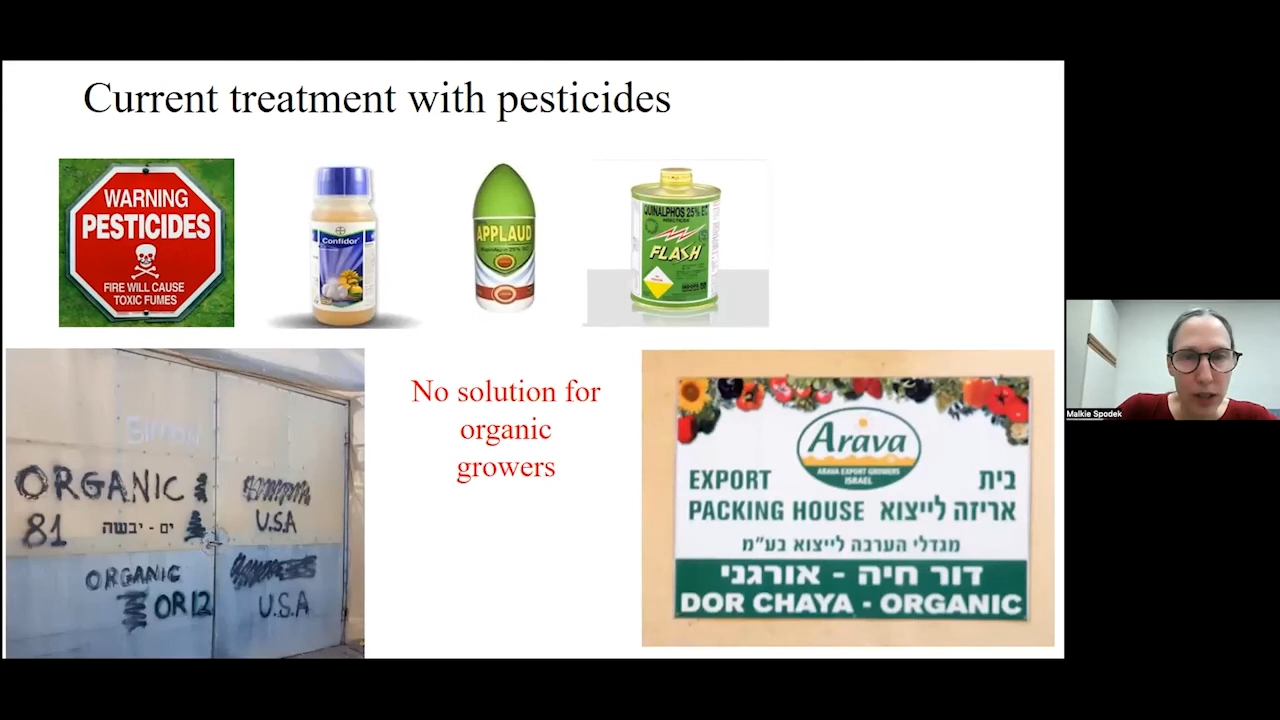 Current treatment with pesticides
WARNING
PESTICIDES
FIRE WILL CAUSE
TOXIC FUMES
Confidor
APPLAUD
QUINALPHOS 25% EC
INSECTICIDE
FLASH
No solution for
organic
growers
ORGANIC
81 ים - יבשה
U.S.A
ORGANIC
OR12
U.S.A
Arava
ARAVA EXPORT GROWERS
ISRAEL
EXPORT בית
PACKING HOUSE אריזה לייצוא
מגדלי הערבה לייצוא בע"מ
דור חיה - אורגני
DOR CHAYA - ORGANIC
Malkie Spodek